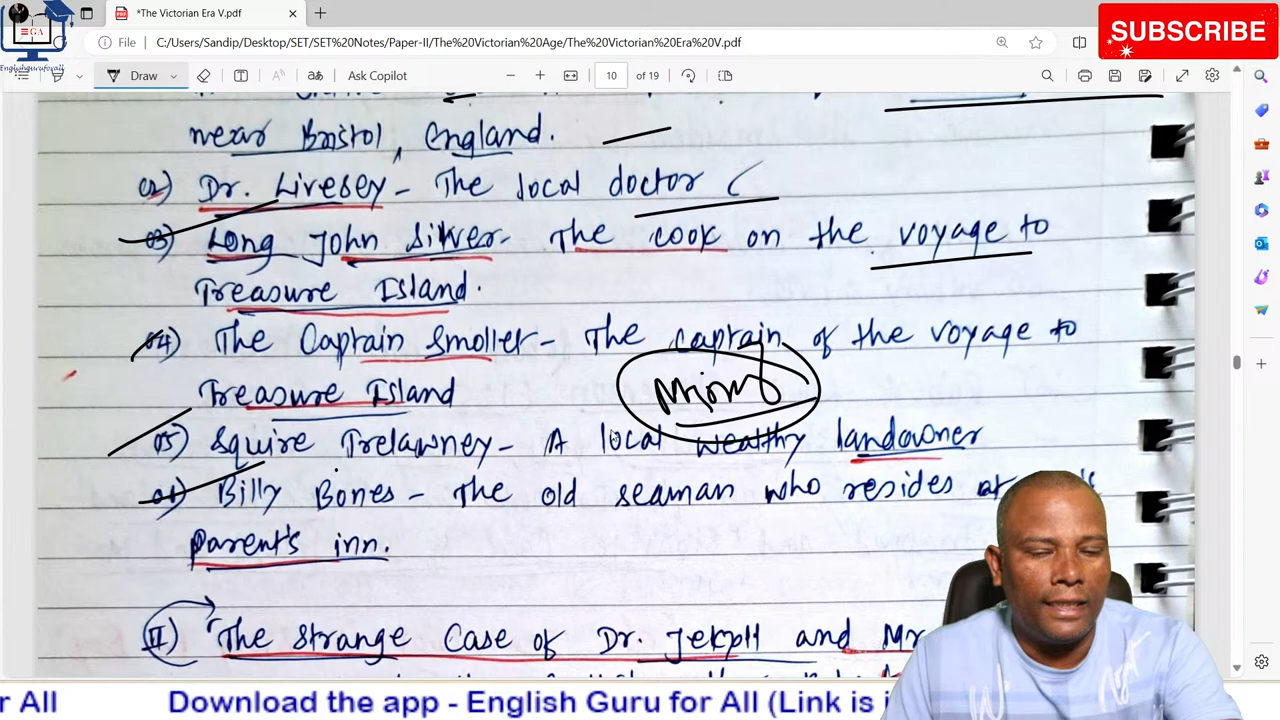 *The Victorian Era V.pdf
SUBSCRIBE
EGA
Englishguruforall
File
C:/Users/Sandip/Desktop/SET/SET%20Notes/Paper-II/The%20Victorian%20Age/The%20Victorian%20Era%20V.pdf
Draw
Ask Copilot
10 of 19
near Bristol, England.
02) Dr. Livesey - The local doctor
03) Long John Silver - The cook on the voyage to
Treasure Island.
04) The Captain Smollet - The captain of the voyage to
Treasure Island
05) Squire Trelawney - A local wealthy landowner
Billy Bones - The old seaman who resides at
parent's inn.
II) The Strange Case of Dr. Jekyll and Mr
r All Download the app - English Guru for All (Link is i